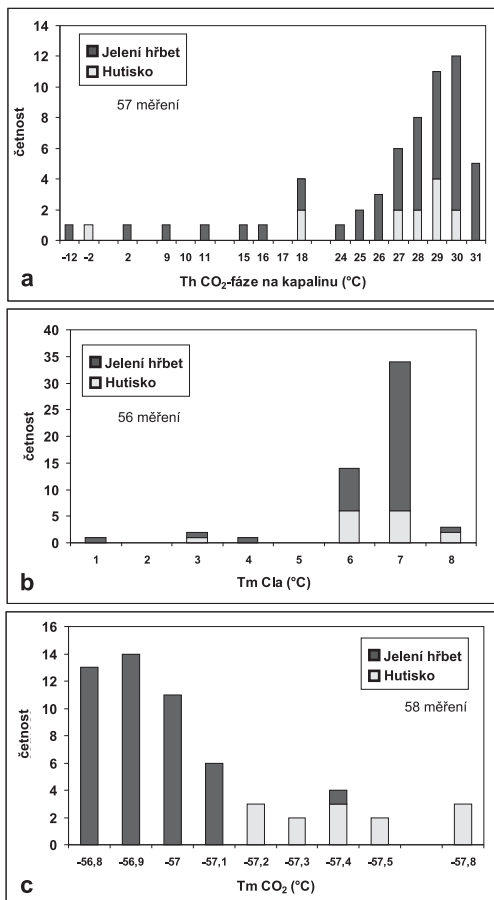 14
12
10
8
6
4
2
0
četnost
Jelení hřbet
Hutisko
57 měření
-12 -2 2 9 10 11 15 16 17 18 24 25 26 27 28 29 30 31
Th CO₂-fáze na kapalinu (°C)
a
40
35
30
25
20
15
10
5
0
četnost
Jelení hřbet
Hutisko
56 měření
1 2 3 4 5 6 7 8
Tm Cla (°C)
b
16
14
12
10
8
6
4
2
0
četnost
Jelení hřbet
Hutisko
58 měření
-56,8 -56,9 -57 -57,1 -57,2 -57,3 -57,4 -57,5 -57,8
Tm CO₂ (°C)
c